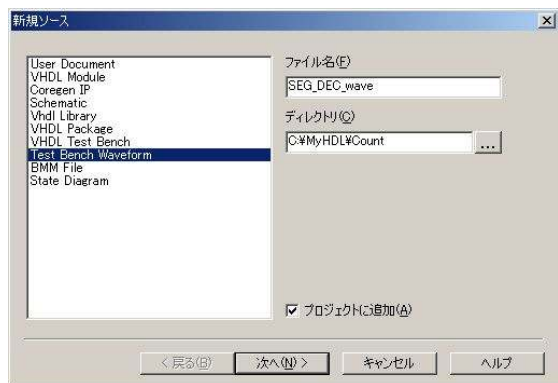 新規ソース
User Document
VHDL Module
Coregen IP
Schematic
Vhdl Library
VHDL Package
VHDL Test Bench
Test Bench Waveform
BMM File
State Diagram
ファイル名(F)
SEG_DEC_wave
ディレクトリ(C)
C:¥MyHDL¥Count
...
プロジェクトに追加(A)
< 戻る(B)
次へ(N) >
キャンセル
ヘルプ